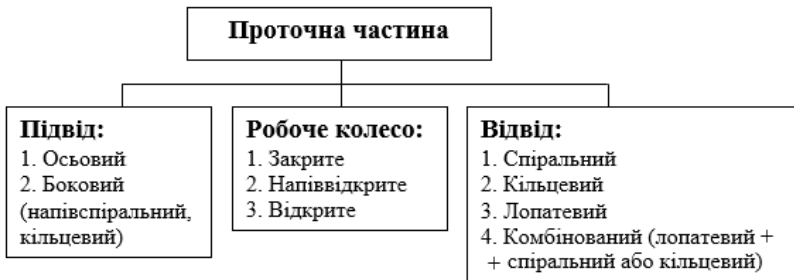 Проточна частина
Підвід:
1. Осьовий
2. Боковий
(напівспіральний,
кільцевий)
Робоче колесо:
1. Закрите
2. Напіввідкрите
3. Відкрите
Відвід:
1. Спіральний
2. Кільцевий
3. Лопатевий
4. Комбінований (лопатевий +
+ спіральний або кільцевий)